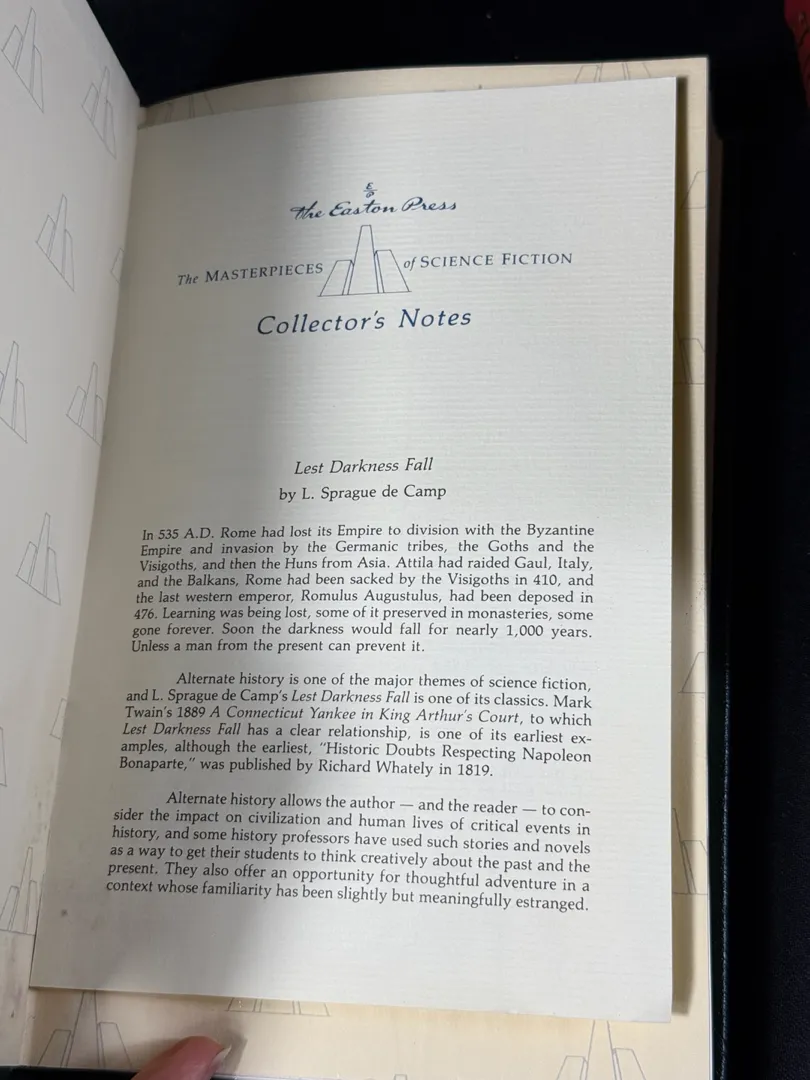 E
P
The Easton Press
The MASTERPIECES of SCIENCE FICTION
Collector's Notes
Lest Darkness Fall
by L. Sprague de Camp
In 535 A.D. Rome had lost its Empire to division with the Byzantine
Empire and invasion by the Germanic tribes, the Goths and the
Visigoths, and then the Huns from Asia. Attila had raided Gaul, Italy,
and the Balkans, Rome had been sacked by the Visigoths in 410, and
the last western emperor, Romulus Augustulus, had been deposed in
476. Learning was being lost, some of it preserved in monasteries, some
gone forever. Soon the darkness would fall for nearly 1,000 years.
Unless a man from the present can prevent it.
Alternate history is one of the major themes of science fiction,
and L. Sprague de Camp's Lest Darkness Fall is one of its classics. Mark
Twain's 1889 A Connecticut Yankee in King Arthur's Court, to which
Lest Darkness Fall has a clear relationship, is one of its earliest ex-
amples, although the earliest, "Historic Doubts Respecting Napoleon
Bonaparte," was published by Richard Whately in 1819.
Alternate history allows the author — and the reader — to con-
sider the impact on civilization and human lives of critical events in
history, and some history professors have used such stories and novels
as a way to get their students to think creatively about the past and the
present. They also offer an opportunity for thoughtful adventure in a
context whose familiarity has been slightly but meaningfully estranged.